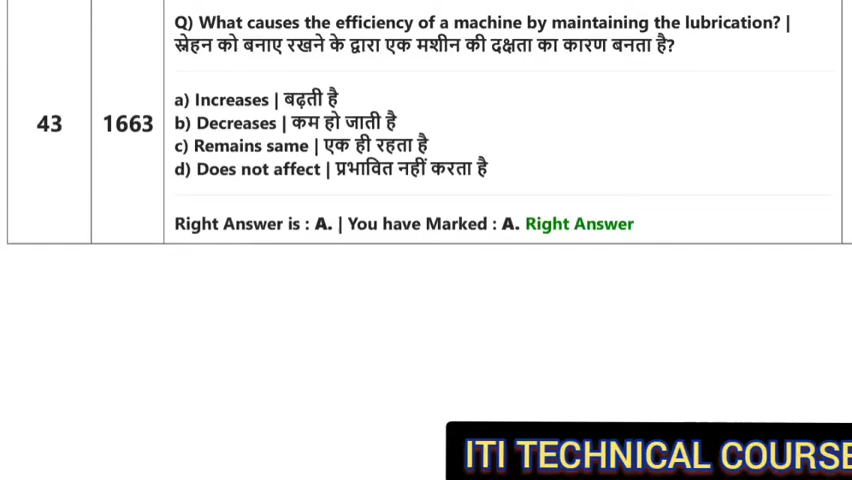 Q) What causes the efficiency of a machine by maintaining the lubrication? |
स्नेहन को बनाए रखने के द्वारा एक मशीन की दक्षता का कारण बनता है?
43
1663
a) Increases | बढ़ती है
b) Decreases | कम हो जाती है
c) Remains same | एक ही रहता है
d) Does not affect | प्रभावित नहीं करता है
Right Answer is : A. | You have Marked : A. Right Answer
ITI TECHNICAL COURSE